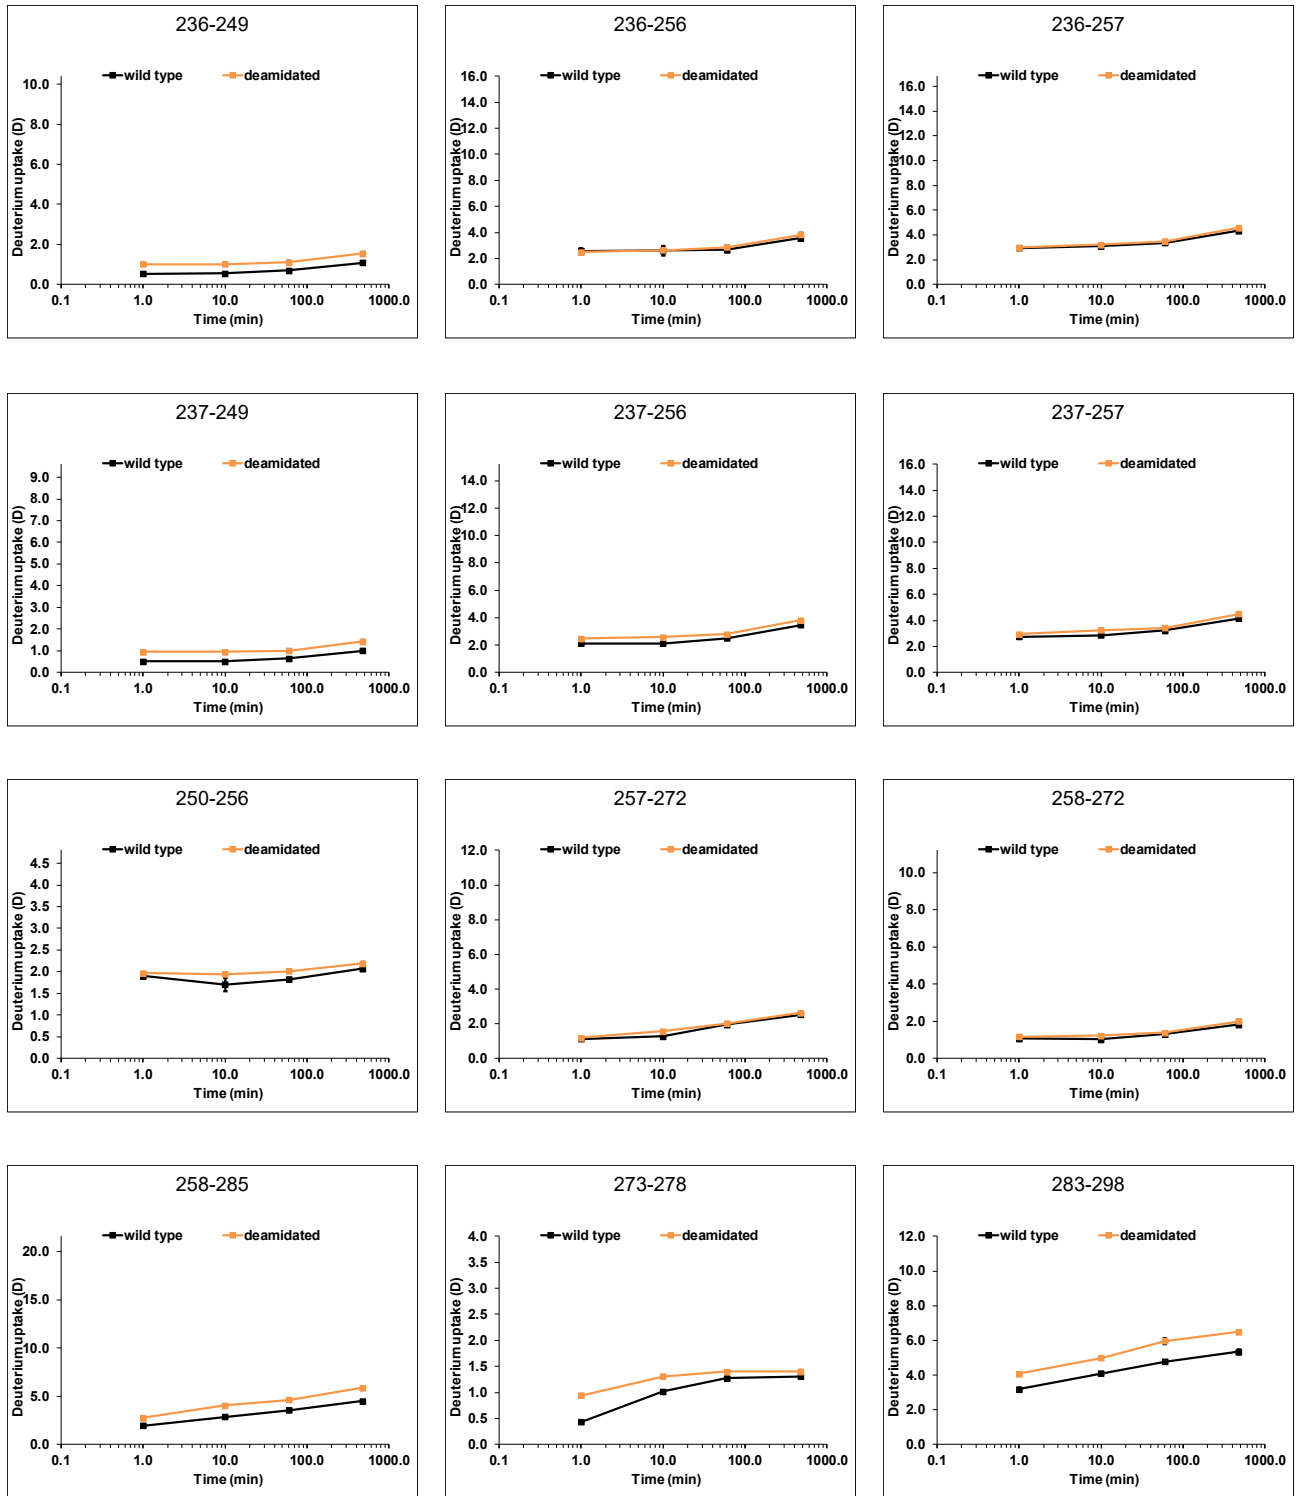 236-249
wild type deamidated
Deuterium uptake (D)
10.0
8.0
6.0
4.0
2.0
0.0
0.1 1.0 10.0 100.0 1000.0
Time (min)
236-256
wild type deamidated
Deuterium uptake (D)
16.0
14.0
12.0
10.0
8.0
6.0
4.0
2.0
0.0
0.1 1.0 10.0 100.0 1000.0
Time (min)
236-257
wild type deamidated
Deuterium uptake (D)
16.0
14.0
12.0
10.0
8.0
6.0
4.0
2.0
0.0
0.1 1.0 10.0 100.0 1000.0
Time (min)
237-249
wild type deamidated
Deuterium uptake (D)
9.0
8.0
7.0
6.0
5.0
4.0
3.0
2.0
1.0
0.0
0.1 1.0 10.0 100.0 1000.0
Time (min)
237-256
wild type deamidated
Deuterium uptake (D)
14.0
12.0
10.0
8.0
6.0
4.0
2.0
0.0
0.1 1.0 10.0 100.0 1000.0
Time (min)
237-257
wild type deamidated
Deuterium uptake (D)
16.0
14.0
12.0
10.0
8.0
6.0
4.0
2.0
0.0
0.1 1.0 10.0 100.0 1000.0
Time (min)
250-256
wild type deamidated
Deuterium uptake (D)
4.5
4.0
3.5
3.0
2.5
2.0
1.5
1.0
0.5
0.0
0.1 1.0 10.0 100.0 1000.0
Time (min)
257-272
wild type deamidated
Deuterium uptake (D)
12.0
10.0
8.0
6.0
4.0
2.0
0.0
0.1 1.0 10.0 100.0 1000.0
Time (min)
258-272
wild type deamidated
Deuterium uptake (D)
10.0
8.0
6.0
4.0
2.0
0.0
0.1 1.0 10.0 100.0 1000.0
Time (min)
258-285
wild type deamidated
Deuterium uptake (D)
20.0
15.0
10.0
5.0
0.0
0.1 1.0 10.0 100.0 1000.0
Time (min)
273-278
wild type deamidated
Deuterium uptake (D)
4.0
3.5
3.0
2.5
2.0
1.5
1.0
0.5
0.0
0.1 1.0 10.0 100.0 1000.0
Time (min)
283-298
wild type deamidated
Deuterium uptake (D)
12.0
10.0
8.0
6.0
4.0
2.0
0.0
0.1 1.0 10.0 100.0 1000.0
Time (min)